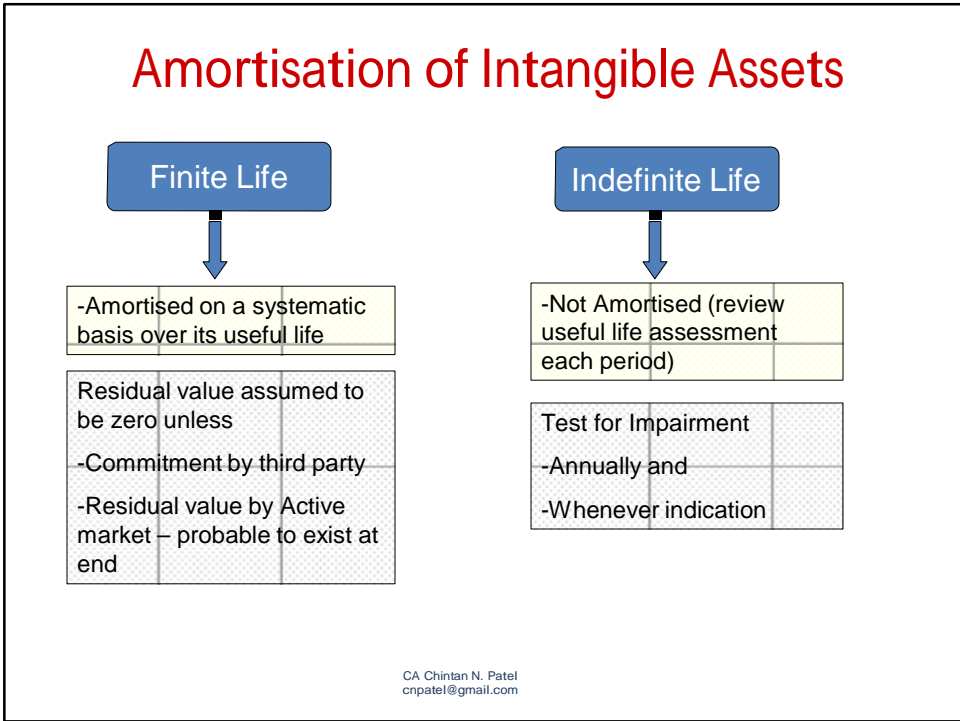 Amortisation of Intangible Assets
Finite Life
-Amortised on a systematic
basis over its useful life
Residual value assumed to
be zero unless
-Commitment by third party
-Residual value by Active
market – probable to exist at
end
Indefinite Life
-Not Amortised (review
useful life assessment
each period)
Test for Impairment
-Annually and
-Whenever indication
CA Chintan N. Patel
cnpatel@gmail.com